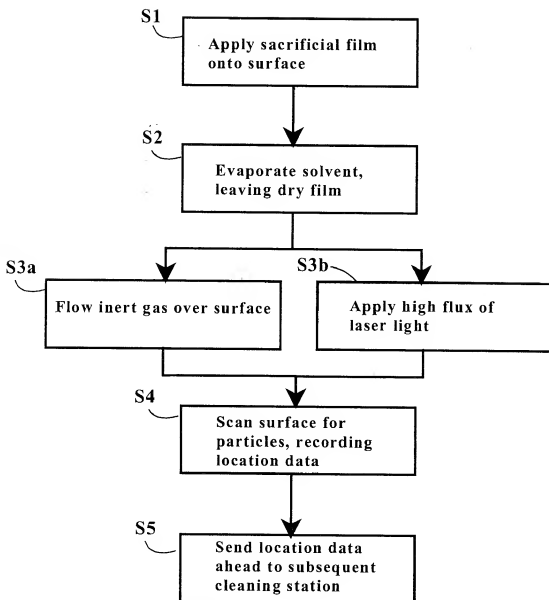 S1
Apply sacrificial film
onto surface
S2
Evaporate solvent,
leaving dry film
S3a
Flow inert gas over surface
S3b
Apply high flux of
laser light
S4
Scan surface for
particles, recording
location data
S5
Send location data
ahead to subsequent
cleaning station